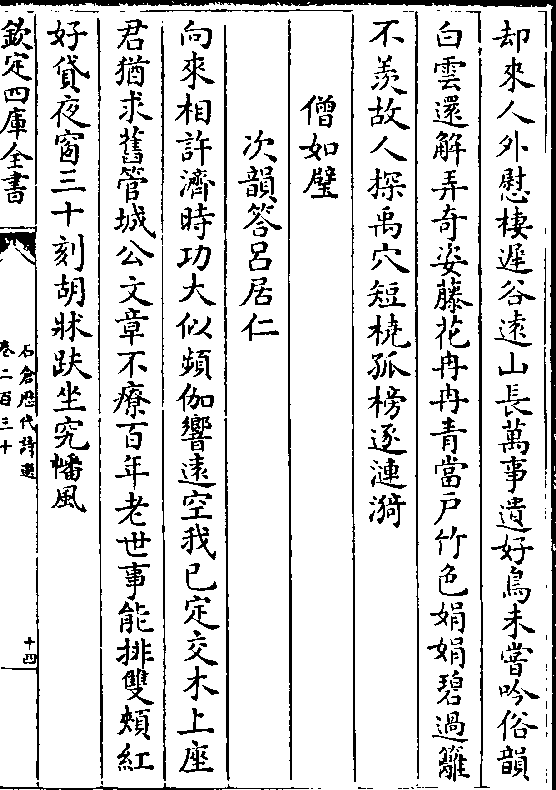 却來人外慰棲遲谷遠山長萬事遺好鳥未嘗吟俗韻
白雲還解弄奇姿藤花冉冉青當戸竹色娟娟碧過籬
不羨故人探禹穴短橈孤榜逐漣漪
僧如璧
次韻答呂居仁
向來相許濟時功大似頻伽響遠空我已定交木上座
君猶求舊管城公文章不療百年老世事能排雙頰紅
好貸夜窗三十刻胡牀趺坐究幡風
欽定四庫全書
石倉歷代詩選
卷二百三十
十四